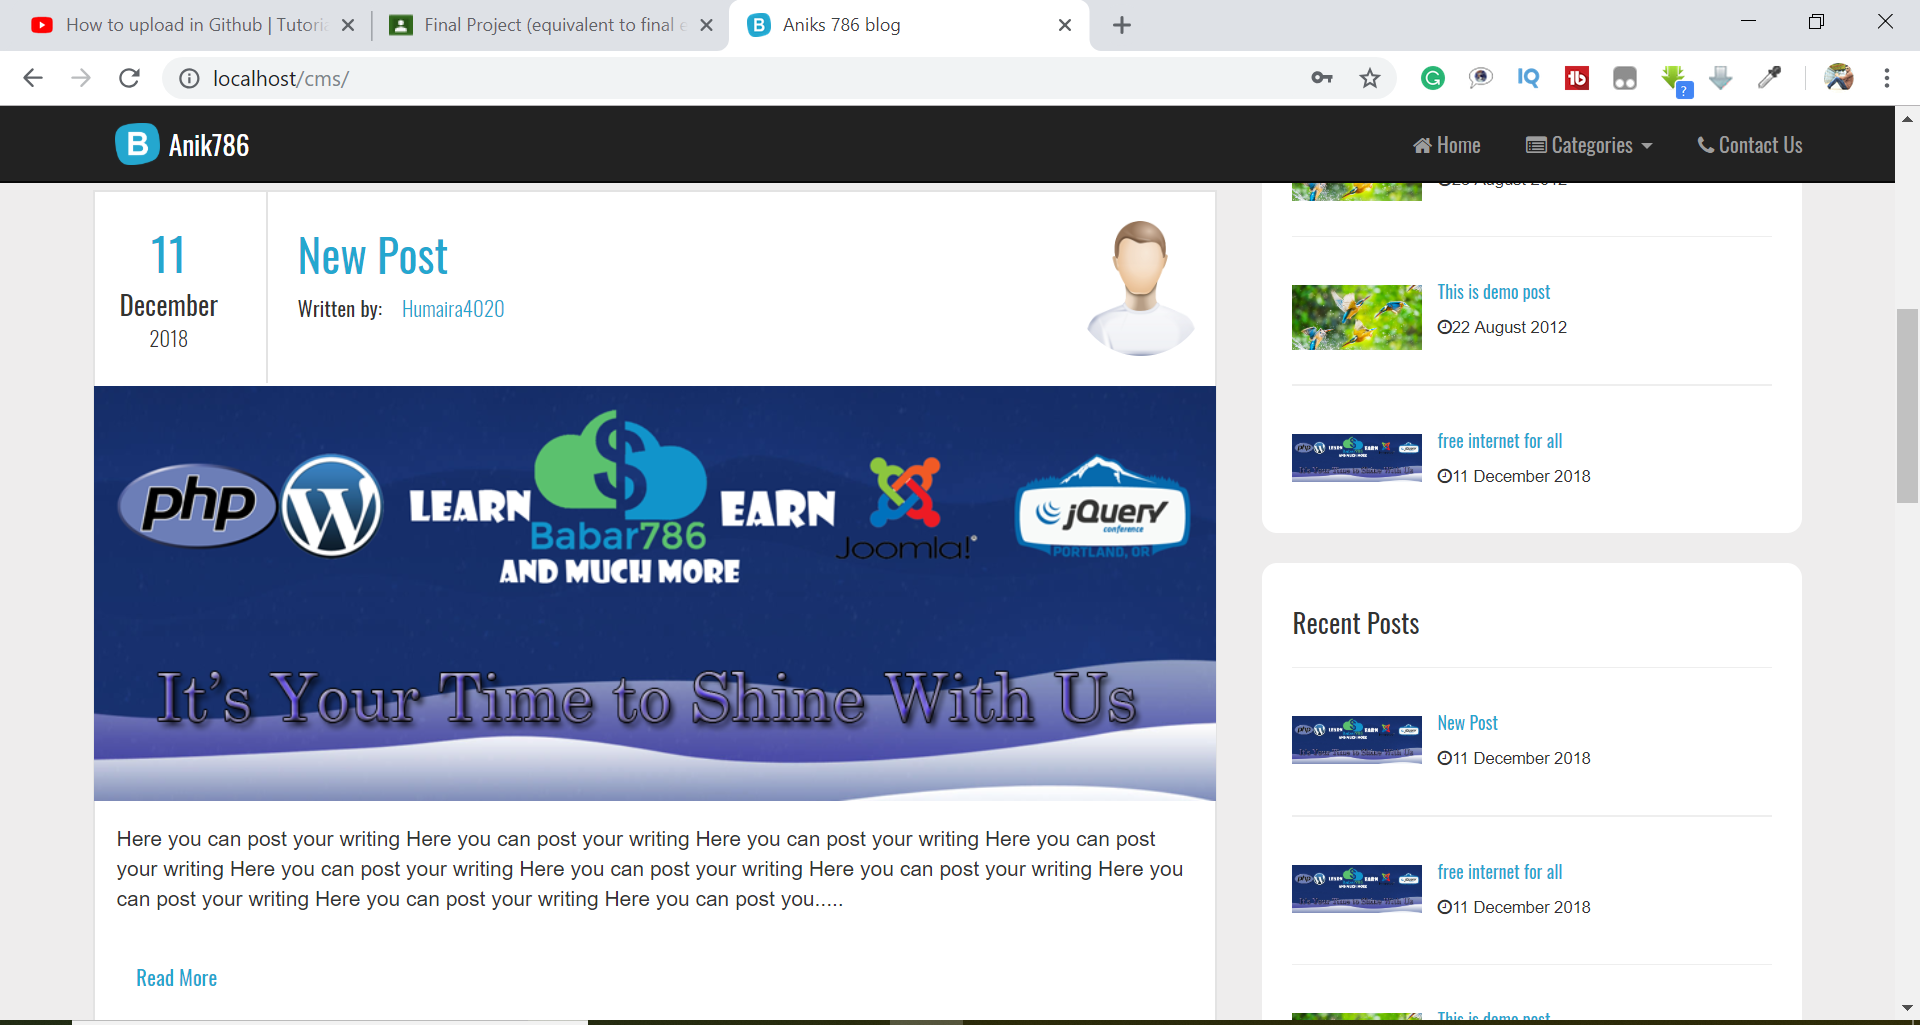 How to upload in Github | Tutori
Final Project (equivalent to final e
B Aniks 786 blog
localhost/cms/
IQ
tb
?
B Anik786
Home
Categories
Contact Us
11
December
2018
New Post
Written by: Humaira4020
php
W
LEARN
$
Babar786
EARN
AND MUCH MORE
Joomla!
jQuery
conference
PORTLAND, OR
It's Your Time to Shine With Us
Here you can post your writing Here you can post your writing Here you can post your writing Here you can post
your writing Here you can post your writing Here you can post your writing Here you can post your writing Here you
can post your writing Here you can post your writing Here you can post you.....
Read More
August 2012
This is demo post
22 August 2012
free internet for all
11 December 2018
Recent Posts
New Post
11 December 2018
free internet for all
11 December 2018
This is demo post